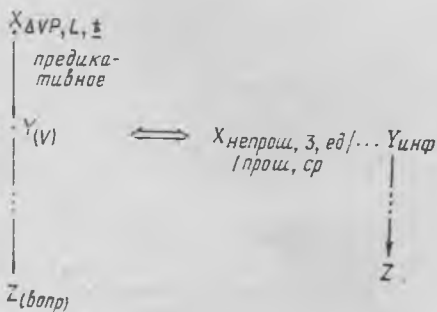 X ΔVP, L, ±
предика-
тивное
Y(V) ⟺ X непрош, 3, ед/... Y инф
/прош, ср
Z(вопр) Z